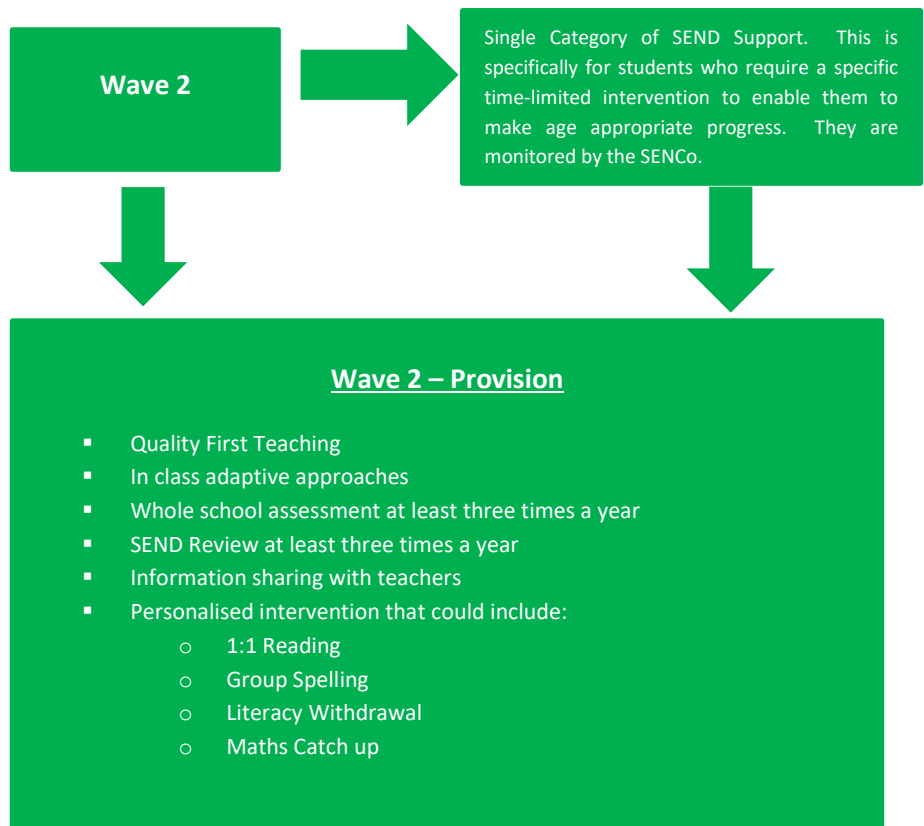 Wave 2
Single Category of SEND Support. This is
specifically for students who require a specific
time-limited intervention to enable them to
make age appropriate progress. They are
monitored by the SENCo.
Wave 2 – Provision
▪ Quality First Teaching
▪ In class adaptive approaches
▪ Whole school assessment at least three times a year
▪ SEND Review at least three times a year
▪ Information sharing with teachers
▪ Personalised intervention that could include:
o 1:1 Reading
o Group Spelling
o Literacy Withdrawal
o Maths Catch up